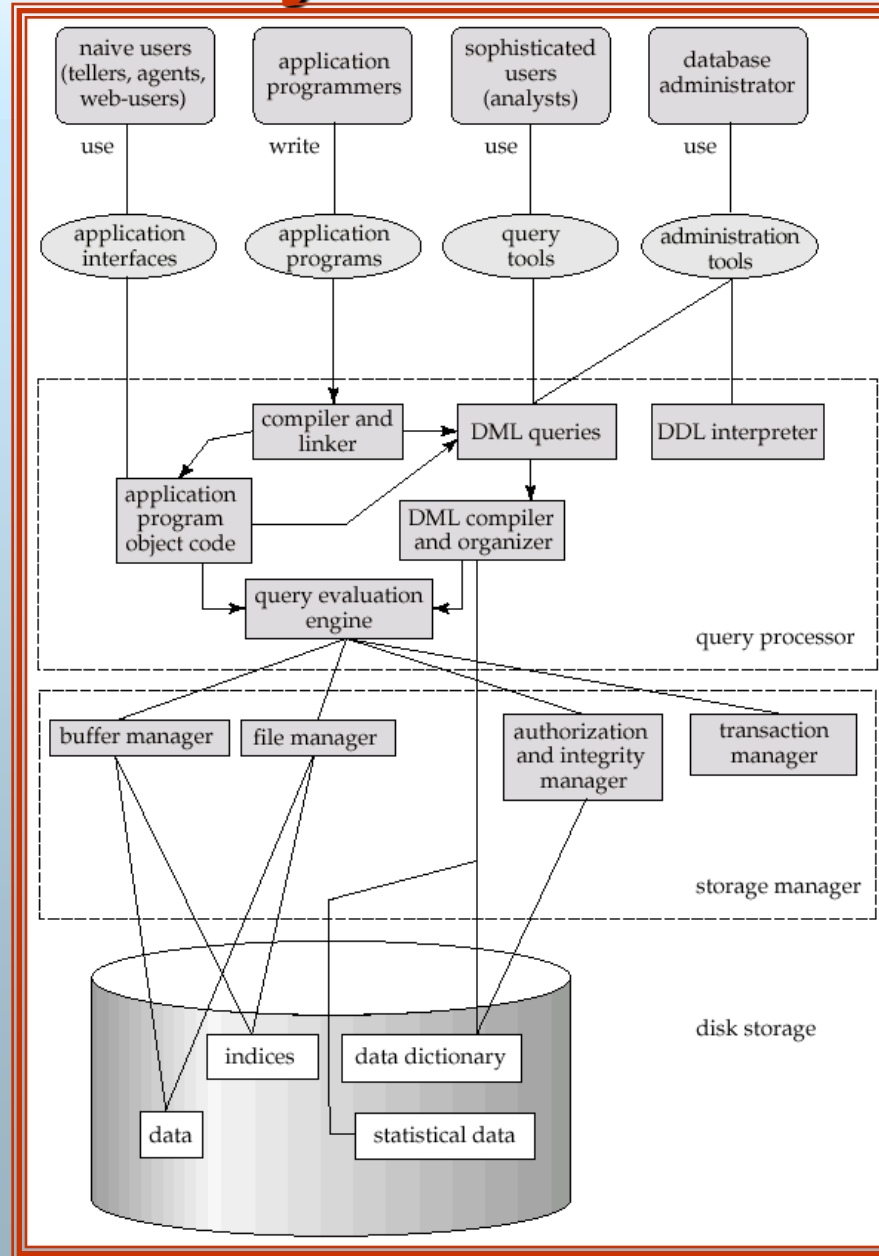 naive users
(tellers, agents,
web-users)
application
programmers
sophisticated
users
(analysts)
database
administrator
use
write
use
use
application
interfaces
application
programs
query
tools
administration
tools
compiler and
linker
DML queries
DDL interpreter
application
program
object code
DML compiler
and organizer
query evaluation
engine
query processor
buffer manager
file manager
authorization
and integrity
manager
transaction
manager
storage manager
disk storage
indices
data dictionary
data
statistical data